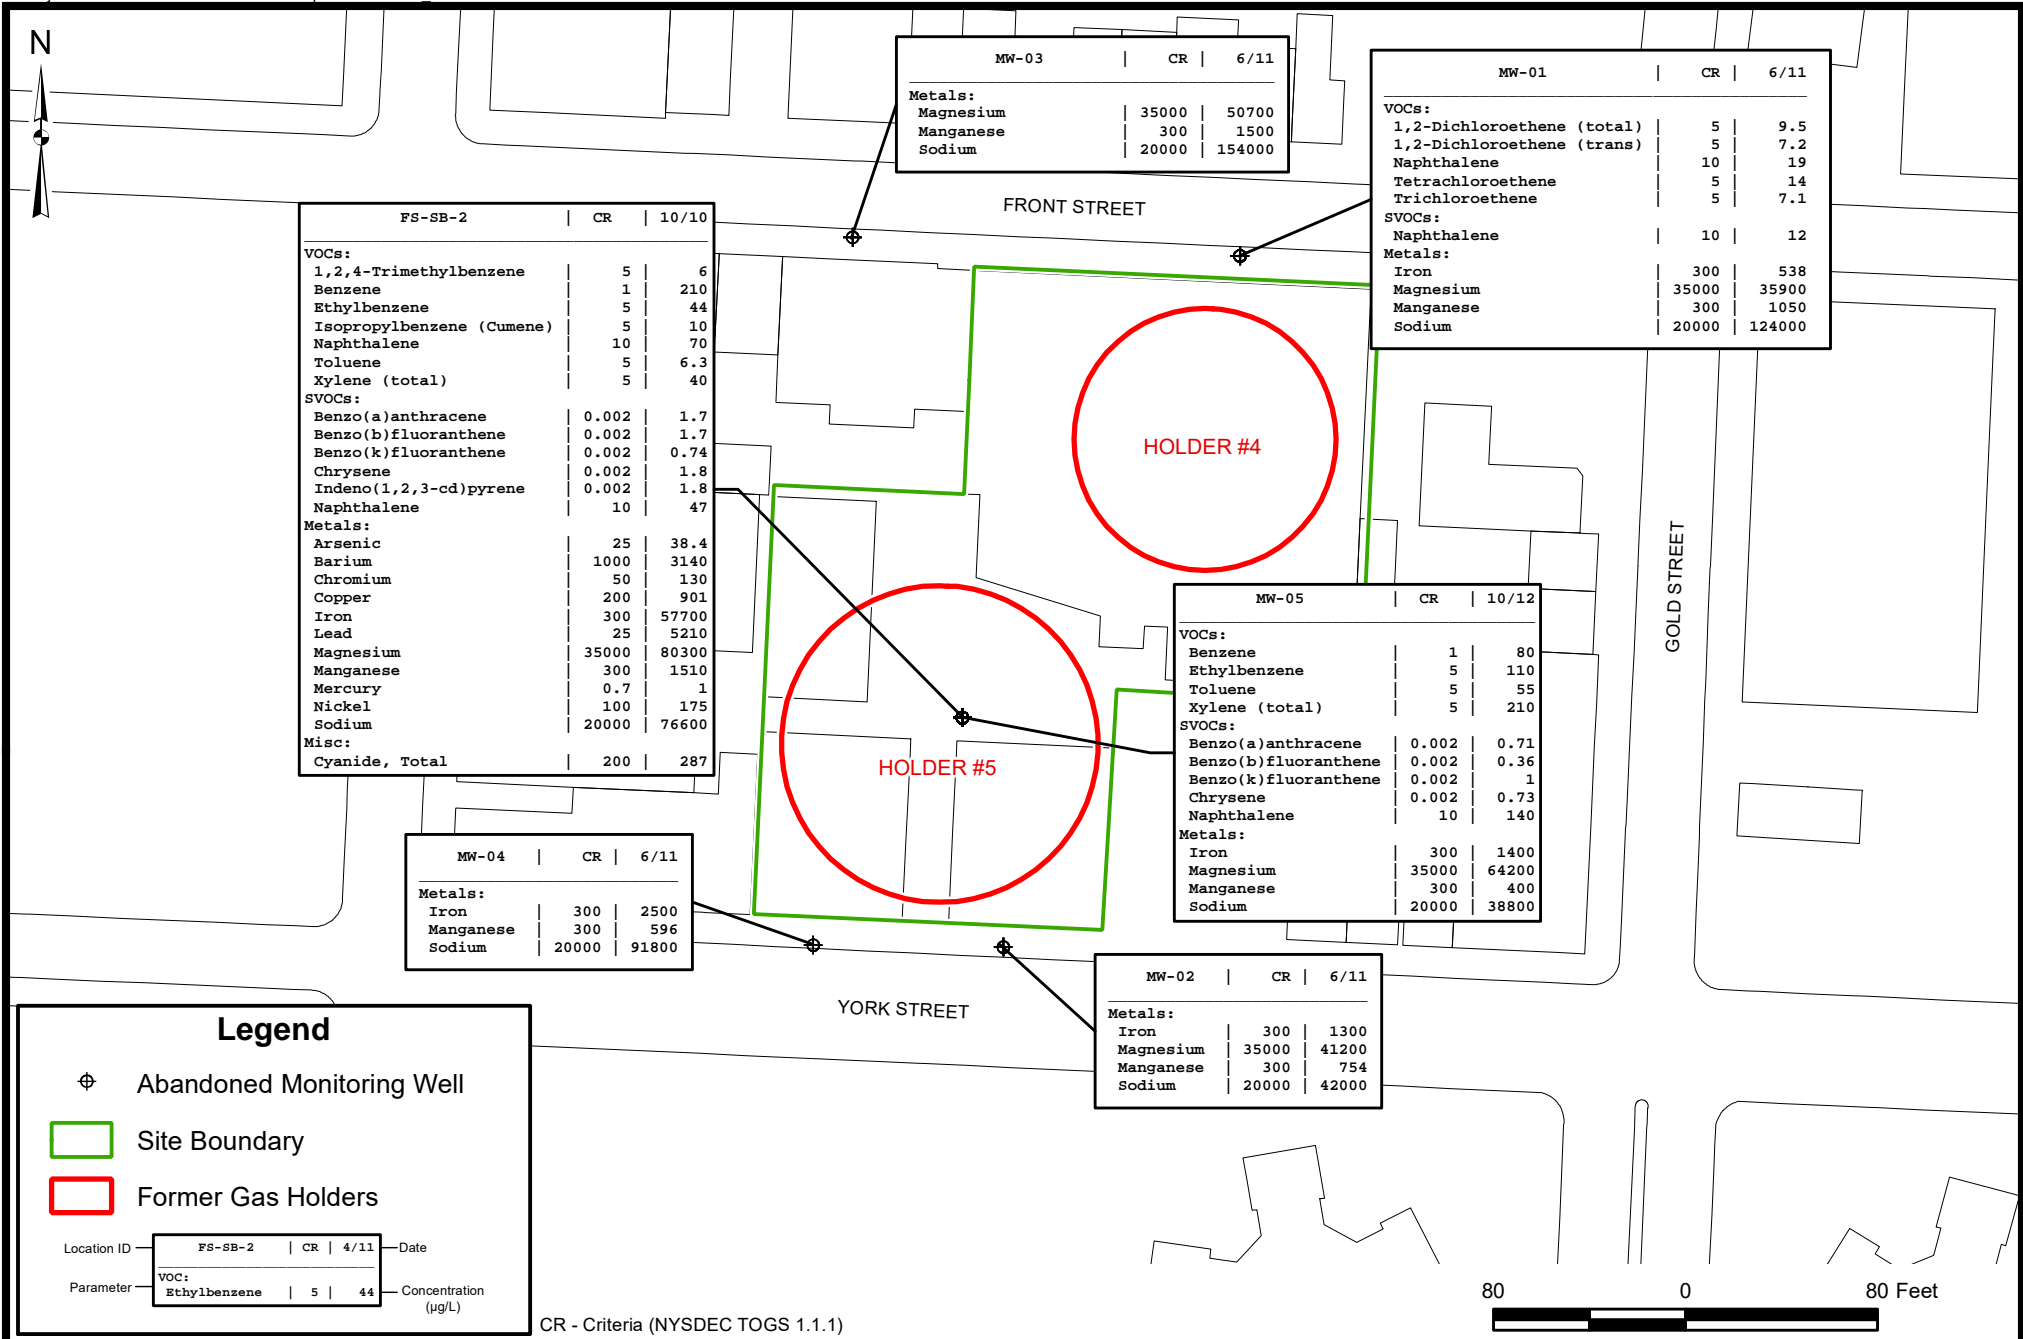 N
MW-03 | CR | 6/11
Metals:
Magnesium | 35000 | 50700
Manganese | 300 | 1500
Sodium | 20000 | 154000
MW-01 | CR | 6/11
VOCs:
1,2-Dichloroethene (total) | 5 | 9.5
1,2-Dichloroethene (trans) | 5 | 7.2
Naphthalene | 10 | 19
Tetrachloroethene | 5 | 14
Trichloroethene | 5 | 7.1
SVOCs:
Naphthalene | 10 | 12
Metals:
Iron | 300 | 538
Magnesium | 35000 | 35900
Manganese | 300 | 1050
Sodium | 20000 | 124000
FRONT STREET
FS-SB-2 | CR | 10/10
VOCs:
1,2,4-Trimethylbenzene | 5 | 6
Benzene | 1 | 210
Ethylbenzene | 5 | 44
Isopropylbenzene (Cumene) | 5 | 10
Naphthalene | 10 | 70
Toluene | 5 | 6.3
Xylene (total) | 5 | 40
SVOCs:
Benzo(a)anthracene | 0.002 | 1.7
Benzo(b)fluoranthene | 0.002 | 1.7
Benzo(k)fluoranthene | 0.002 | 0.74
Chrysene | 0.002 | 1.8
Indeno(1,2,3-cd)pyrene | 0.002 | 1.8
Naphthalene | 10 | 47
Metals:
Arsenic | 25 | 38.4
Barium | 1000 | 3140
Chromium | 50 | 130
Copper | 200 | 901
Iron | 300 | 57700
Lead | 25 | 5210
Magnesium | 35000 | 80300
Manganese | 300 | 1510
Mercury | 0.7 | 1
Nickel | 100 | 175
Sodium | 20000 | 76600
Misc:
Cyanide, Total | 200 | 287
HOLDER #4
GOLD STREET
MW-05 | CR | 10/12
VOCs:
Benzene | 1 | 80
Ethylbenzene | 5 | 110
Toluene | 5 | 55
Xylene (total) | 5 | 210
SVOCs:
Benzo(a)anthracene | 0.002 | 0.71
Benzo(b)fluoranthene | 0.002 | 0.36
Benzo(k)fluoranthene | 0.002 | 1
Chrysene | 0.002 | 0.73
Naphthalene | 10 | 140
Metals:
Iron | 300 | 1400
Magnesium | 35000 | 64200
Manganese | 300 | 400
Sodium | 20000 | 38800
HOLDER #5
MW-04 | CR | 6/11
Metals:
Iron | 300 | 2500
Manganese | 300 | 596
Sodium | 20000 | 91800
MW-02 | CR | 6/11
Metals:
Iron | 300 | 1300
Magnesium | 35000 | 41200
Manganese | 300 | 754
Sodium | 20000 | 42000
YORK STREET
Legend
Abandoned Monitoring Well
Site Boundary
Former Gas Holders
Location ID
FS-SB-2 | CR | 4/11
Date
VOC:
Parameter
Ethylbenzene | 5 | 44
Concentration
(µg/L)
CR - Criteria (NYSDEC TOGS 1.1.1)
80 0 80 Feet